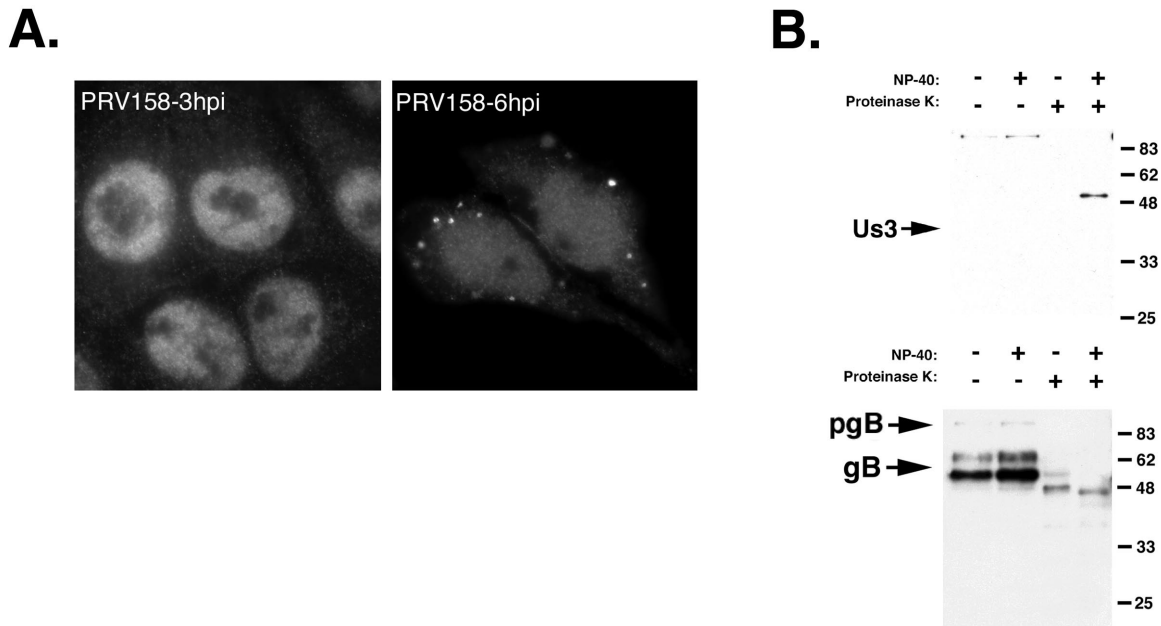 A.
PRV158-3hpi
PRV158-6hpi
B.
NP-40: - + - +
Proteinase K: - - + +
83
62
48
Us3
33
25
NP-40: - + - +
Proteinase K: - - + +
pgB
83
62
gB
48
33
25